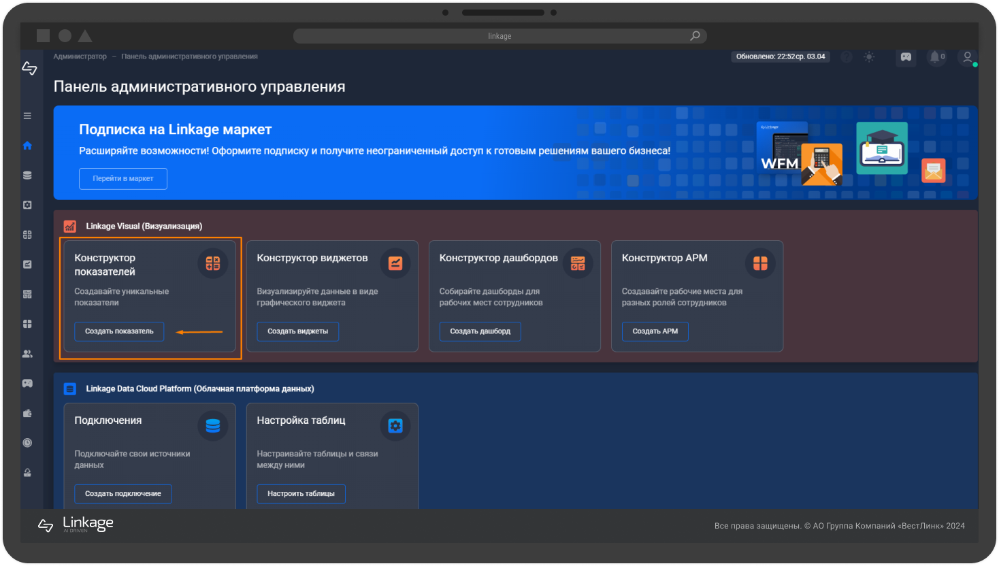 linkage
Администратор – Панель административного управления
Обновлено: 22:52 ср. 03.04
0
Панель административного управления
Подписка на Linkage маркет
Расширяйте возможности! Оформите подписку и получите неограниченный доступ к готовым решениям вашего бизнеса!
Перейти в маркет
Linkage
WFM
Linkage Visual (Визуализация)
Конструктор
показателей
Создавайте уникальные
показатели
Создать показатель
Конструктор виджетов
Визуализируйте данные в виде
графического виджета
Создать виджеты
Конструктор дашбордов
Собирайте дашборды для
рабочих мест сотрудников
Создать дашборд
Конструктор АРМ
Создавайте рабочие места для
разных ролей сотрудников
Создать АРМ
Linkage Data Cloud Platform (Облачная платформа данных)
Подключения
Подключайте свои источники
данных
Создать подключение
Настройка таблиц
Настраивайте таблицы и связи
между ними
Настроить таблицы
Linkage
AI DRIVEN
Все права защищены. © АО Группа Компаний «ВестЛинк» 2024